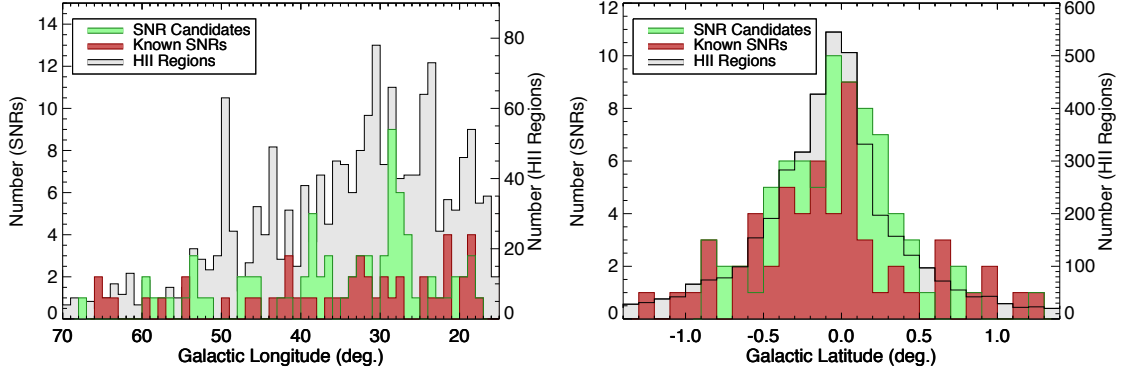 SNR Candidates
Known SNRs
HII Regions
14
12
10
8
6
4
2
0
Number (SNRs)
80
60
40
20
0
Number (HII Regions)
70 60 50 40 30 20
Galactic Longitude (deg.)
SNR Candidates
Known SNRs
HII Regions
12
10
8
6
4
2
0
Number (SNRs)
600
500
400
300
200
100
0
Number (HII Regions)
-1.0 -0.5 0.0 0.5 1.0
Galactic Latitude (deg.)